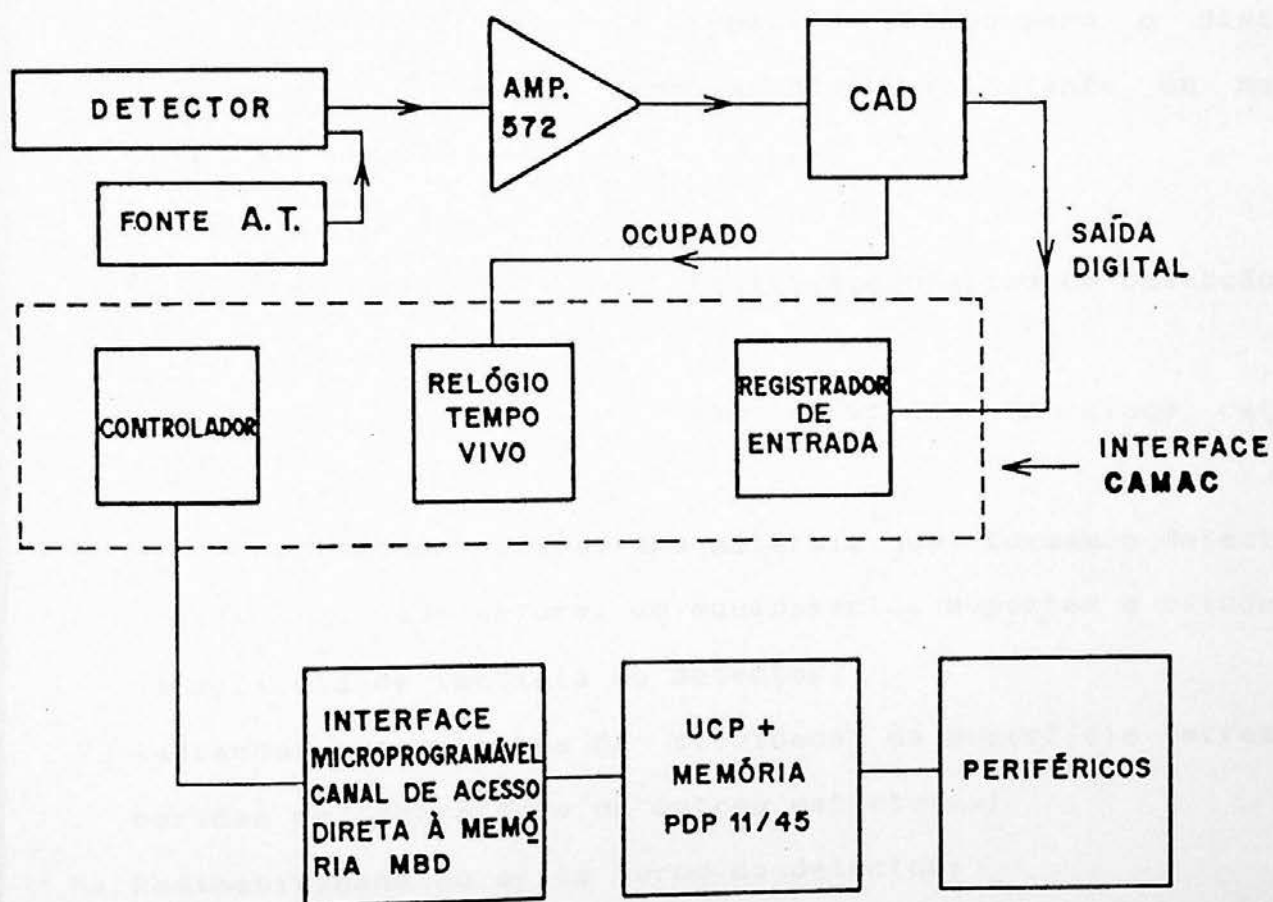 DETECTOR
AMP.
572
CAD
FONTE A.T.
OCUPADO
SAÍDA
DIGITAL
CONTROLADOR
RELÓGIO
TEMPO
VIVO
REGISTRADOR
DE
ENTRADA
INTERFACE
CAMAC
INTERFACE
MICROPROGRAMÁVEL
CANAL DE ACESSO
DIRETA À MEMÓ
RIA MBD
UCP +
MEMÓRIA
PDP 11/45
PERIFÉRICOS